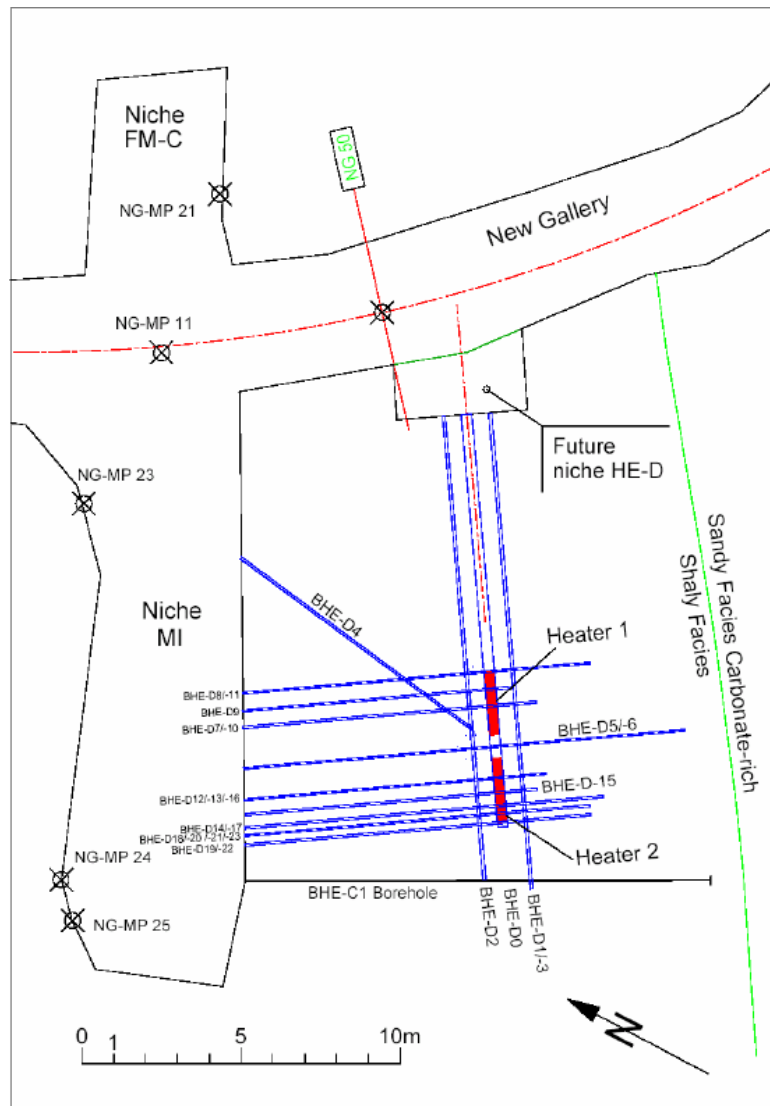 Niche
FM-C
NG 50
NG-MP 21
New Gallery
NG-MP 11
Future
niche HE-D
NG-MP 23
Sandy Facies Carbonate-rich
Shaly Facies
Niche
MI
BHE-D4
Heater 1
BHE-D8/-11
BHE-D9
BHE-D7/-10
BHE-D5/-6
BHE-D12/-13/-16
BHE-D-15
BHE-D14/-17
BHE-D18/-20 /-21/-23
BHE-D19/-22
Heater 2
NG-MP 24
BHE-C1 Borehole
NG-MP 25
BHE-D2
BHE-D0
BHE-D1/-3
N
0 1 5 10m